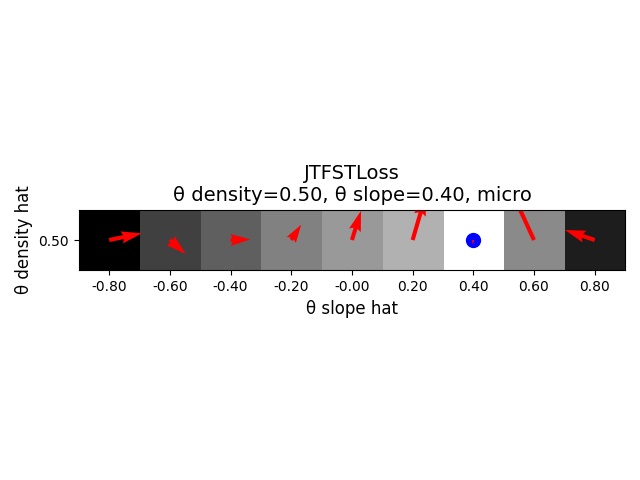 JTFSTLoss
θ density=0.50, θ slope=0.40, micro
θ density hat
0.50
-0.80 -0.60 -0.40 -0.20 -0.00 0.20 0.40 0.60 0.80
θ slope hat